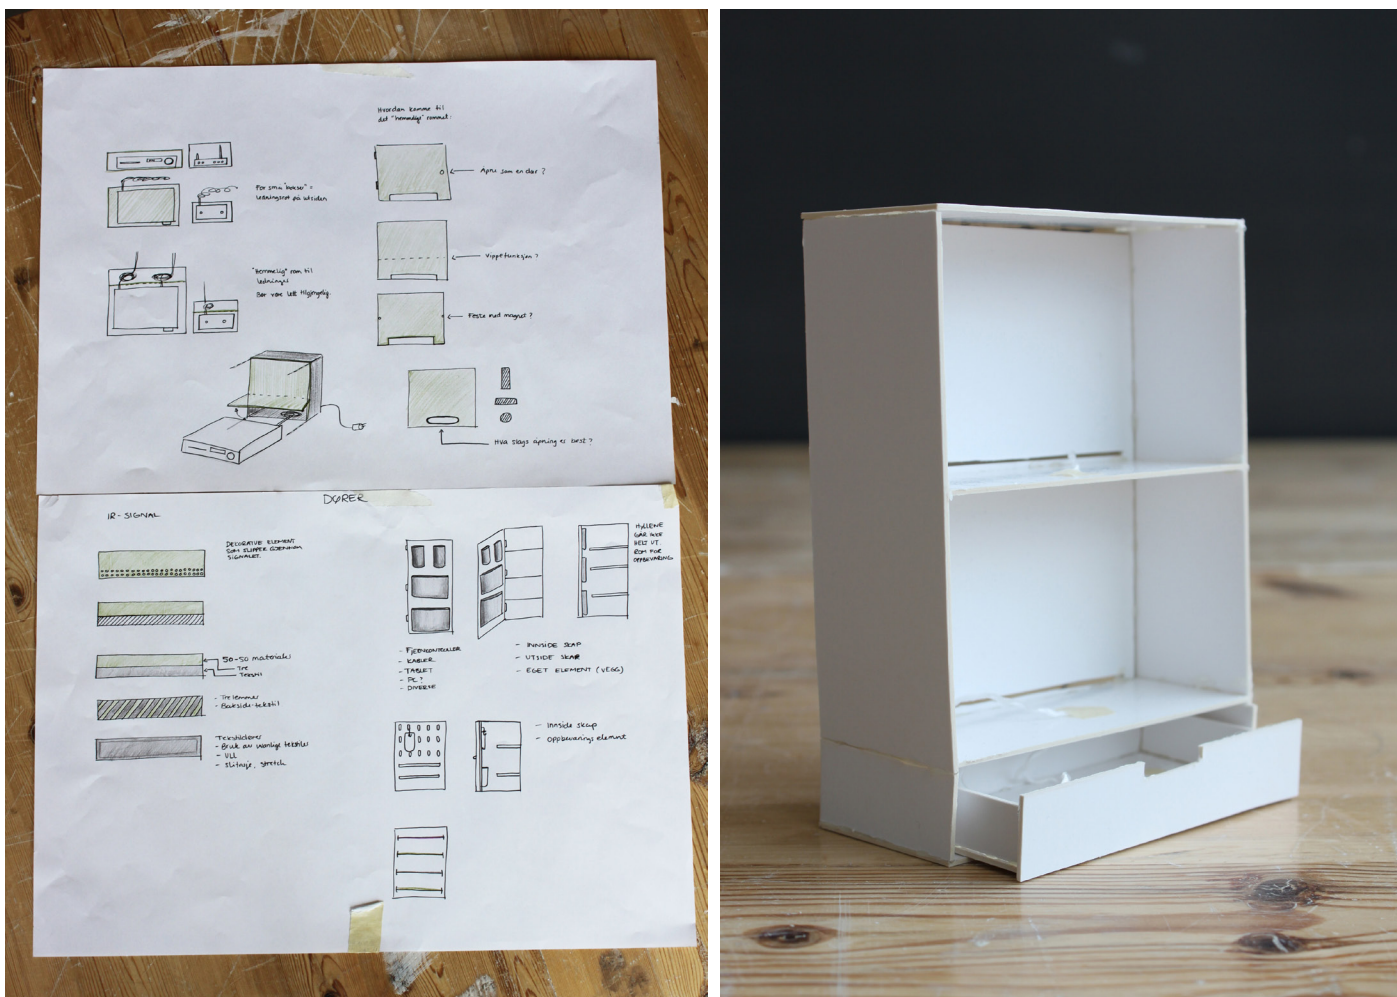 Hvordan komme til
det "hemmelige" rommet:
Åpne som en dør?
For små "bokser" =
ledningsrot på utsiden
Vippefunksjon?
"Hemmelig" rom til
ledninger
Bør være lett tilgjengelig.
Feste med magnet?
Hva slags åpning er best?
DØRER
IR-SIGNAL
DEKORATIVE ELEMENT
SOM SLIPPER GJENNOM
SIGNALET.
HYLLENE
GÅR IKKE
HELT UT.
ROM FOR
OPPBEVARING
50-50 materiale
Tre
Tekstil
- Tre lemmer
- Bakside-tekstil
Tekstildører
- Bruk av vanlige tekstiler
- ULL
- Slitasje, stretch
- FJERNKONTROLLER
- KABLER
- TABLET
- PC?
- DIVERSE
- INNSIDE SKAP
- UTSIDE SKAP
- EGET ELEMENT (VEGG)
- Innside skap
- Oppbevarings element